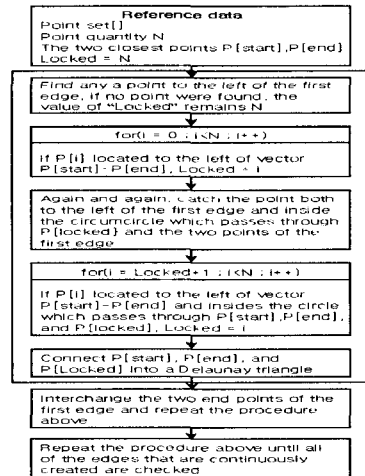 Reference data
Point set[]
Point quantity N
The two closest points P[start],P[end}
Locked = N
Find any a point to the left of the first
edge, if no point were found, the
value of "Locked" remains N
for(i = 0 ; i<N ; i++)
If P[i} located to the left of vector
P[start]-P[end], Locked = i
Again and again, catch the point both
to the left of the first edge and inside
the circumcircle which passes through
P[locked} and the two points of the
first edge
for(i = Locked+1 ; i<N ; i++)
If P[i] located to the left of vector
P[start]-P[end] and insides the circle
which passes through P[start],P[end],
and P[locked], Locked = i
Connect P[start], P[end], and
P[Locked] into a Delaunay triangle
Interchange the two end points of
the first edge and repeat the procedure
above
Repeat the procedure above until all
of the edges that are continuously
created are checked